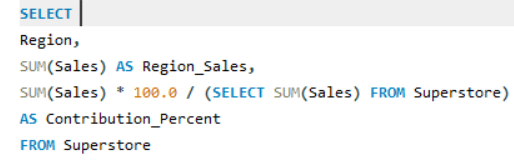 SELECT
Region,
SUM(Sales) AS Region_Sales,
SUM(Sales) * 100.0 / (SELECT SUM(Sales) FROM Superstore)
AS Contribution_Percent
FROM Superstore